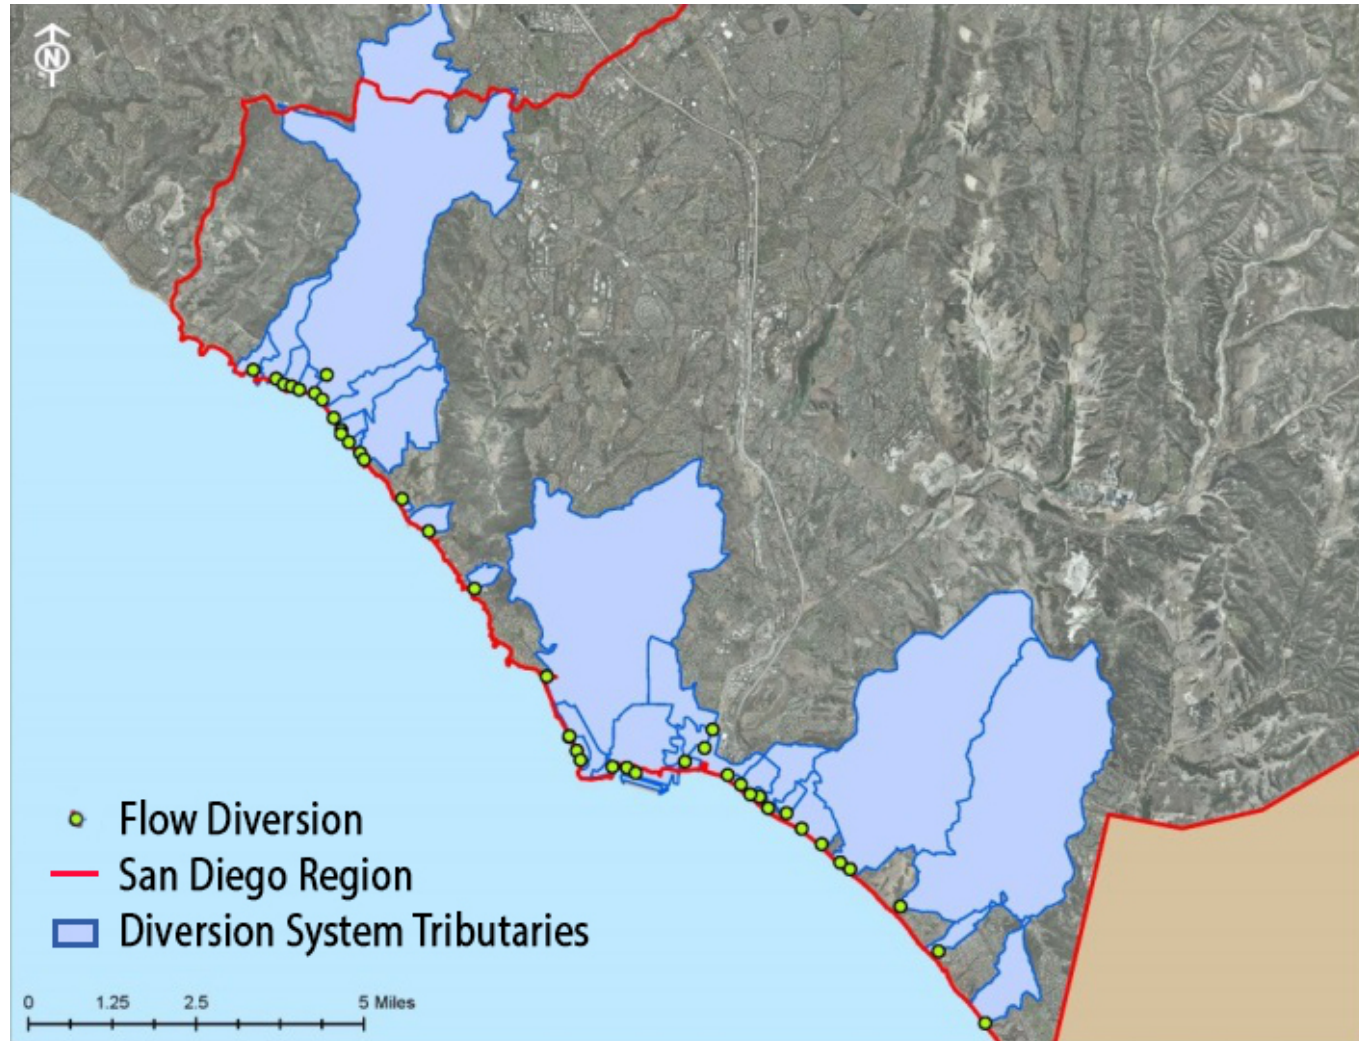 N
Flow Diversion
San Diego Region
Diversion System Tributaries
0 1.25 2.5 5 Miles